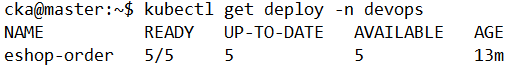 cka@master:~$ kubectl get deploy -n devops
NAME          READY   UP-TO-DATE   AVAILABLE   AGE
eshop-order   5/5     5            5           13m